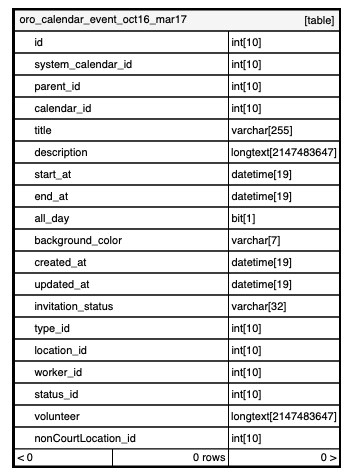 oro_calendar_event_oct16_mar17 [table]
id int[10]
system_calendar_id int[10]
parent_id int[10]
calendar_id int[10]
title varchar[255]
description longtext[2147483647]
start_at datetime[19]
end_at datetime[19]
all_day bit[1]
background_color varchar[7]
created_at datetime[19]
updated_at datetime[19]
invitation_status varchar[32]
type_id int[10]
location_id int[10]
worker_id int[10]
status_id int[10]
volunteer longtext[2147483647]
nonCourtLocation_id int[10]
< 0 0 rows 0 >